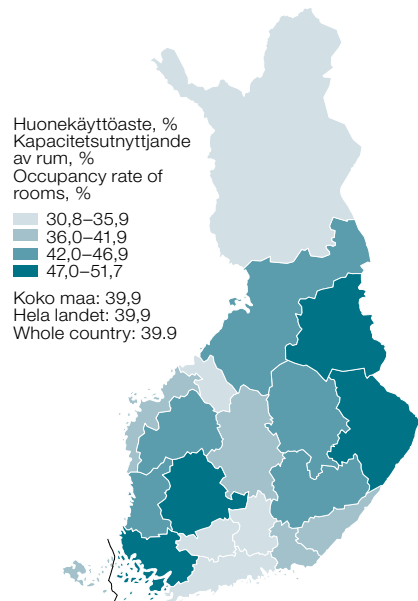 Huonekäyttöaste, %
Kapacitetsutnyttjande
av rum, %
Occupancy rate of
rooms, %
30,8–35,9
36,0–41,9
42,0–46,9
47,0–51,7
Koko maa: 39,9
Hela landet: 39,9
Whole country: 39.9